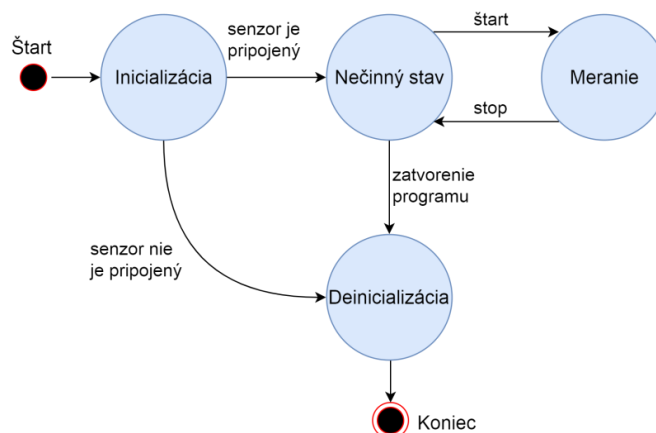 Štart
Inicializácia
senzor je
pripojený
Nečinný stav
štart
stop
Meranie
zatvorenie
programu
senzor nie
je pripojený
Deinicializácia
Koniec